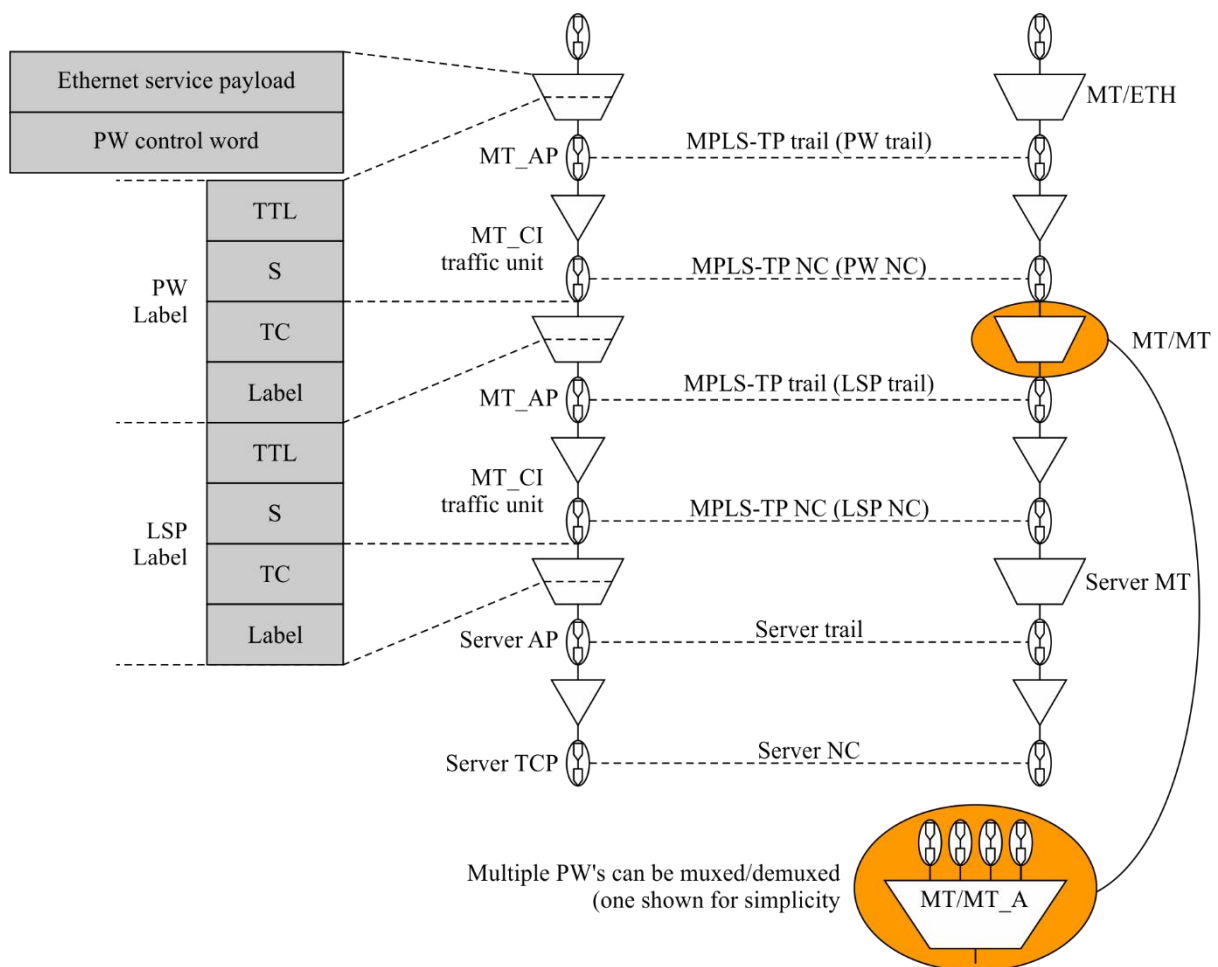 Ethernet service payload
PW control word
PW
Label
TTL
S
TC
Label
LSP
Label
TTL
S
TC
Label
MT/ETH
MT_AP
MPLS-TP trail (PW trail)
MT_CI
traffic unit
MPLS-TP NC (PW NC)
MT/MT
MT_AP
MPLS-TP trail (LSP trail)
MT_CI
traffic unit
MPLS-TP NC (LSP NC)
Server MT
Server AP
Server trail
Server TCP
Server NC
Multiple PW's can be muxed/demuxed
(one shown for simplicity
MT/MT_A